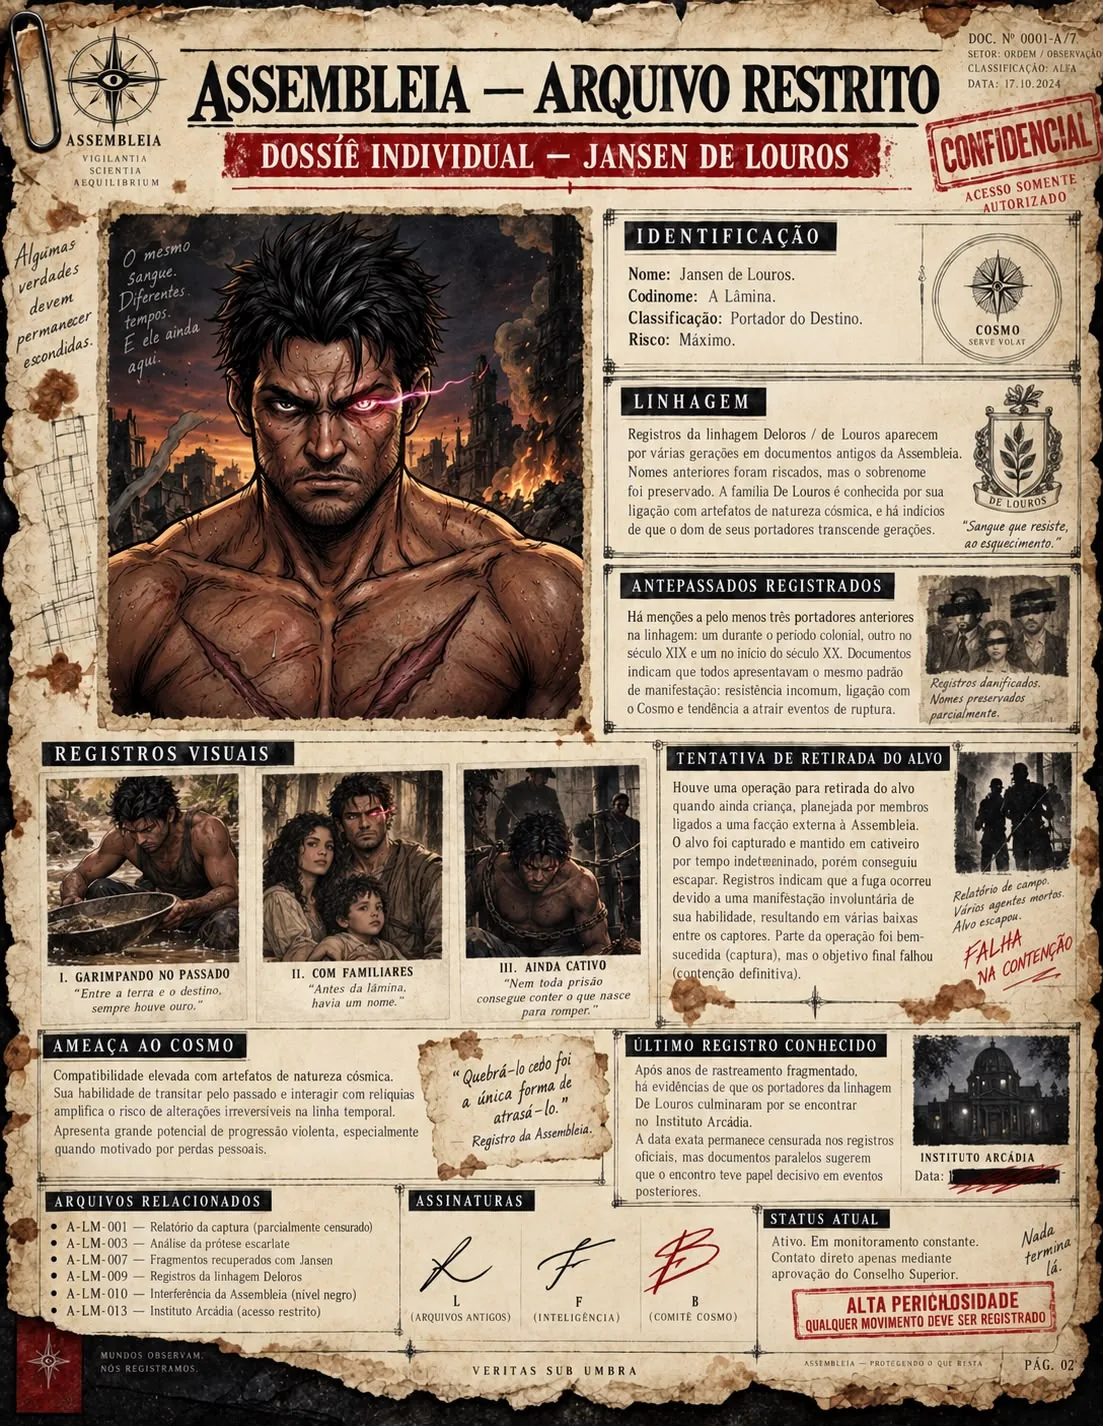 DOC. Nº 0001-A/7
SETOR: ORDEM / OBSERVAÇÃO
CLASSIFICAÇÃO: ALFA
DATA: 17.10.2024
ASSEMBLEIA
VIGILANTIA
SCIENTIA
AEQUILIBRIUM
ASSEMBLEIA — ARQUIVO RESTRITO
DOSSÍÊ INDIVIDUAL — JANSEN DE LOUROS
CONFIDENCIAL
ACESSO SOMENTE
AUTORIZADO
Algumas
verdades
devem
permanecer
escondidas.
O mesmo
sangue.
Diferentes
tempos.
E ele ainda
aqui.
IDENTIFICAÇÃO
Nome: Jansen de Louros.
Codinome: A Lâmina.
Classificação: Portador do Destino.
Risco: Máximo.
COSMO
SERVE VOLAT
LINHAGEM
Registros da linhagem Deloros / de Louros aparecem
por várias gerações em documentos antigos da Assembleia.
Nomes anteriores foram riscados, mas o sobrenome
foi preservado. A família De Louros é conhecida por sua
ligação com artefatos de natureza cósmica, e há indícios
de que o dom de seus portadores transcende gerações.
DE LOUROS
“Sangue que resiste,
ao esquecimento.”
ANTEPASSADOS REGISTRADOS
Há menções a pelo menos três portadores anteriores
na linhagem: um durante o período colonial, outro no
século XIX e um no início do século XX. Documentos
indicam que todos apresentavam o mesmo padrão
de manifestação: resistência incomum, ligação com
o Cosmo e tendência a atrair eventos de ruptura.
Registros danificados.
Nomes preservados
parcialmente.
REGISTROS VISUAIS
I. GARIMPANDO NO PASSADO
“Entre a terra e o destino,
sempre houve ouro.”
II. COM FAMILIARES
“Antes da lâmina,
havia um nome.”
III. AINDA CATIVO
“Nem toda prisão
consegue conter o que nasce
para romper.”
TENTATIVA DE RETIRADA DO ALVO
Houve uma operação para retirada do alvo
quando ainda criança, planejada por membros
ligados a uma facção externa à Assembleia.
O alvo foi capturado e mantido em cativeiro
por tempo indeterminado, porém conseguiu
escapar. Registros indicam que a fuga ocorreu
devido a uma manifestação involuntária de
sua habilidade, resultando em várias baixas
entre os captores. Parte da operação foi bem-
sucedida (captura), mas o objetivo final falhou
(contenção definitiva).
Relatório de campo.
Vários agentes mortos.
Alvo escapou.
FALHA
NA CONTENÇÃO
AMEAÇA AO COSMO
Compatibilidade elevada com artefatos de natureza cósmica.
Sua habilidade de transitar pelo passado e interagir com relíquias
amplifica o risco de alterações irreversíveis na linha temporal.
Apresenta grande potencial de progressão violenta, especialmente
quando motivado por perdas pessoais.
“Quebrá-lo cedo foi
a única forma de
atrasá-lo.”
— Registro da Assembleia.
ÚLTIMO REGISTRO CONHECIDO
Após anos de rastreamento fragmentado,
há evidências de que os portadores da linhagem
De Louros culminaram por se encontrar
no Instituto Arcádia.
A data exata permanece censurada nos registros
oficiais, mas documentos paralelos sugerem
que o encontro teve papel decisivo em eventos
posteriores.
INSTITUTO ARCÁDIA
Data:
ARQUIVOS RELACIONADOS
• A-LM-001 — Relatório da captura (parcialmente censurado)
• A-LM-003 — Análise da prótese escarlate
• A-LM-007 — Fragmentos recuperados com Jansen
• A-LM-009 — Registros da linhagem Deloros
• A-LM-010 — Interferência da Assembleia (nível negro)
• A-LM-013 — Instituto Arcádia (acesso restrito)
ASSINATURAS
L
(ARQUIVOS ANTIGOS)
F
(INTELIGÊNCIA)
B
(COMITÊ COSMO)
STATUS ATUAL
Ativo. Em monitoramento constante.
Contato direto apenas mediante
aprovação do Conselho Superior.
Nada
termina
lá.
ALTA PERICHLOSIDADE
QUALQUER MOVIMENTO DEVE SER REGISTRADO
MUNDOS OBSERVAM.
NÓS REGISTRAMOS.
VERITAS SUB UMBRA
ASSEMBLEIA — PROTEGENDO O QUE RESTA
PÁG. 02